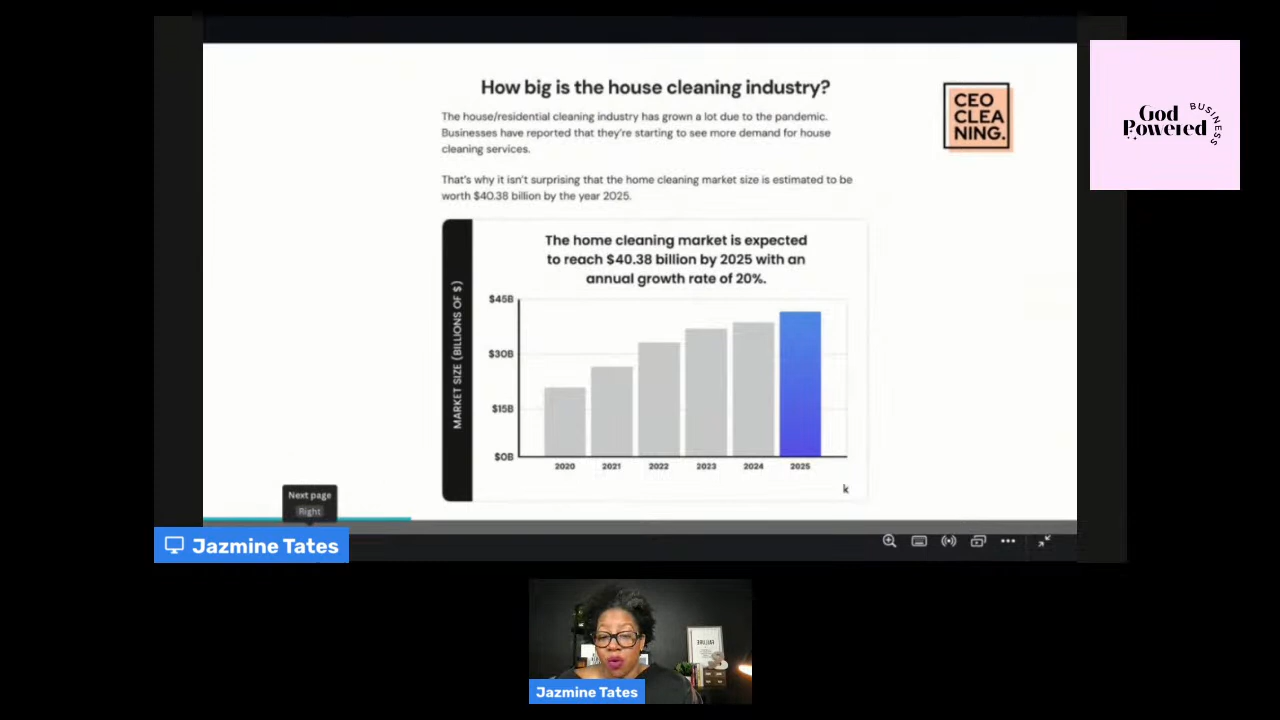 How big is the house cleaning industry?
The house/residential cleaning industry has grown a lot due to the pandemic.
Businesses have reported that they're starting to see more demand for house
cleaning services.
That's why it isn't surprising that the home cleaning market size is estimated to be
worth $40.38 billion by the year 2025.
CEO
CLEA
NING.
God
Powered
BUSINESS
The home cleaning market is expected
to reach $40.38 billion by 2025 with an
annual growth rate of 20%.
MARKET SIZE (BILLIONS OF $)
$45B
$30B
$15B
$0B
2020 2021 2022 2023 2024 2025
k
Next page
Right
Jazmine Tates
Jazmine Tates